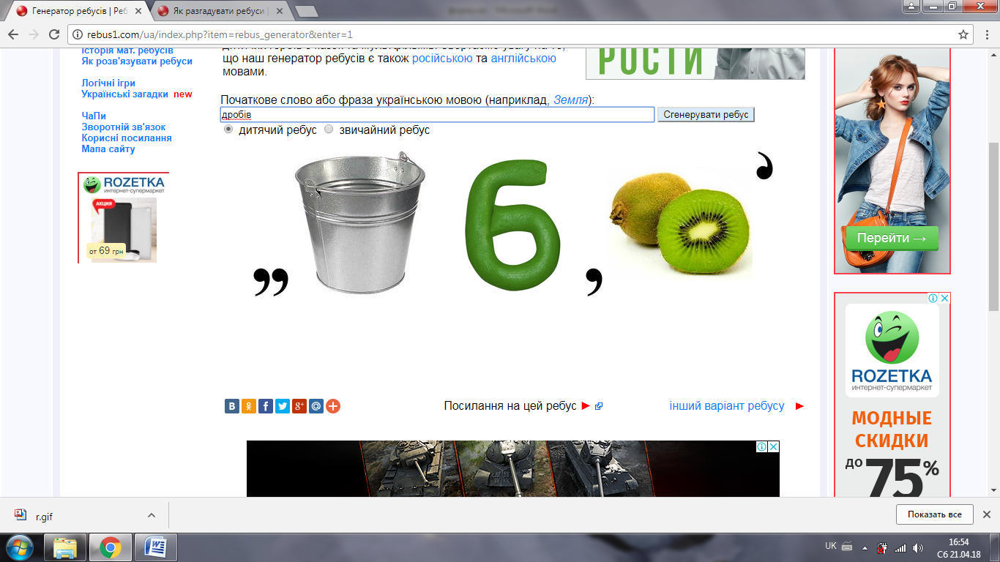 Генератор ребусів | Реб
Як разгадувати ребуси |
rebus1.com/ua/index.php?item=rebus_generator&enter=1
Історія мат. ребусів
Як розв'язувати ребуси
Логічні ігри
Українські загадки new
ЧаПи
Зворотній зв'язок
Корисні посилання
Мапа сайту
ROZETKA
интернет-супермаркет
АКЦИЯ
от 69 грн
що наш генератор ребусів є також російською та англійською
мовами.
РОСТИ
Початкове слово або фраза українською мовою (наприклад, Земля):
дробів
Сгенерувати ребус
дитячий ребус звичайний ребус
,, 6 , ,
Посилання на цей ребус
інший варіант ребусу
Перейти →
ROZETKA
интернет-супермаркет
МОДНЫЕ
СКИДКИ
ДО 75%
r.gif
Показать все
UK
16:54
Сб 21.04.18